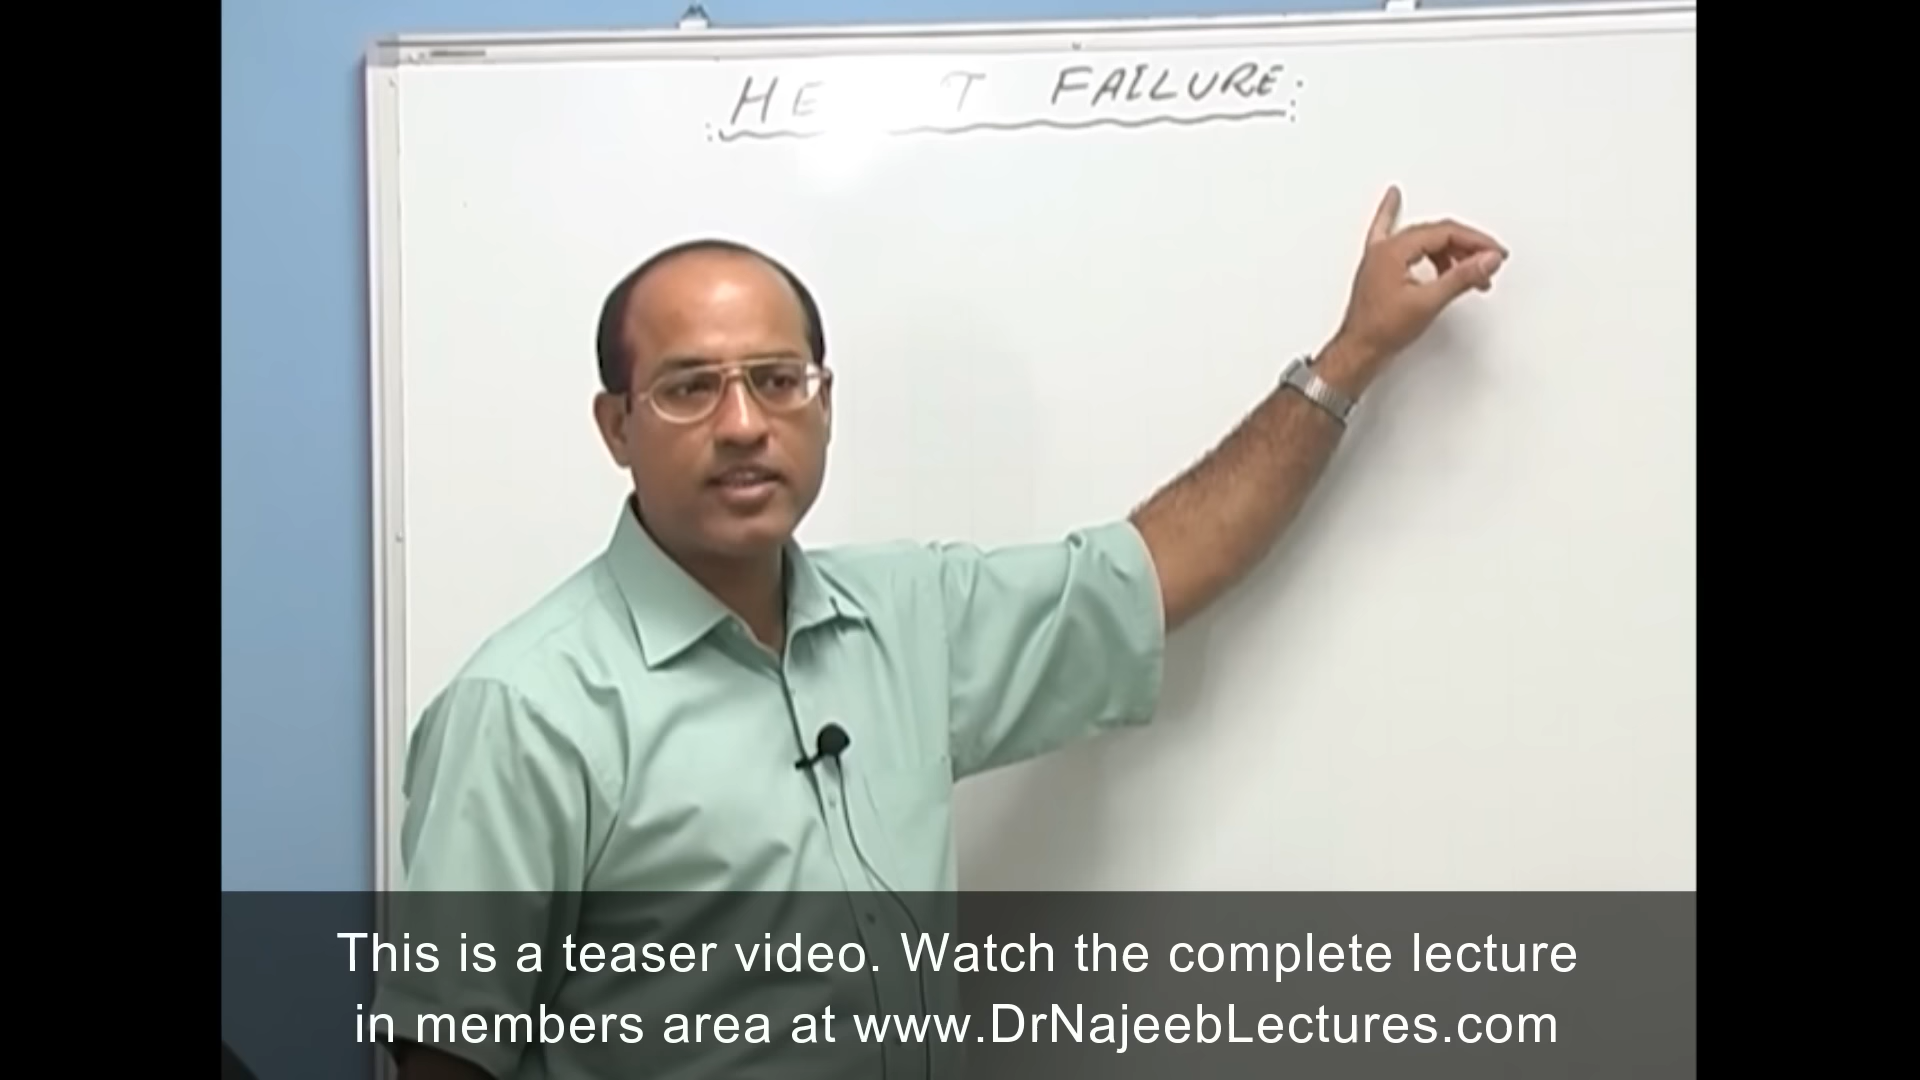 HE T FAILURE
This is a teaser video. Watch the complete lecture
in members area at www.DrNajeebLectures.com